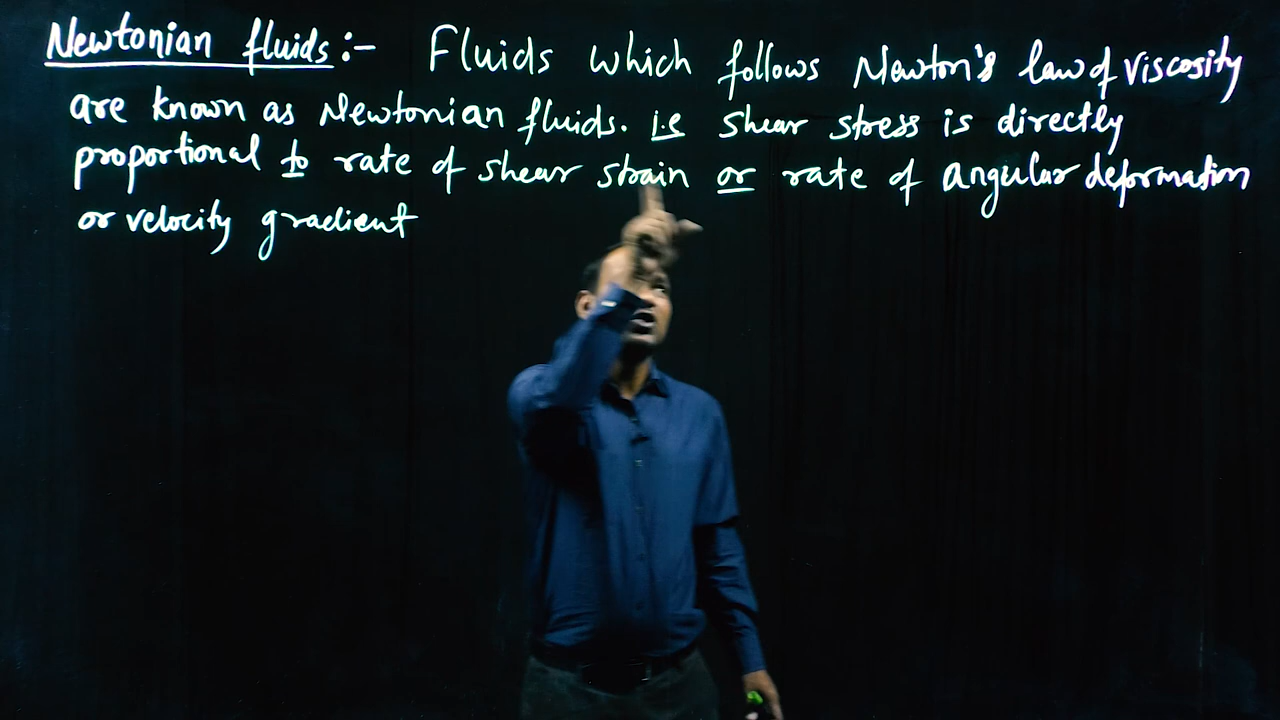 Newtonian fluids:- Fluids which follows Newton's law of viscosity
are known as Newtonian fluids. i.e shear stress is directly
proportional to rate of shear strain or rate of angular deformation
or velocity gradient